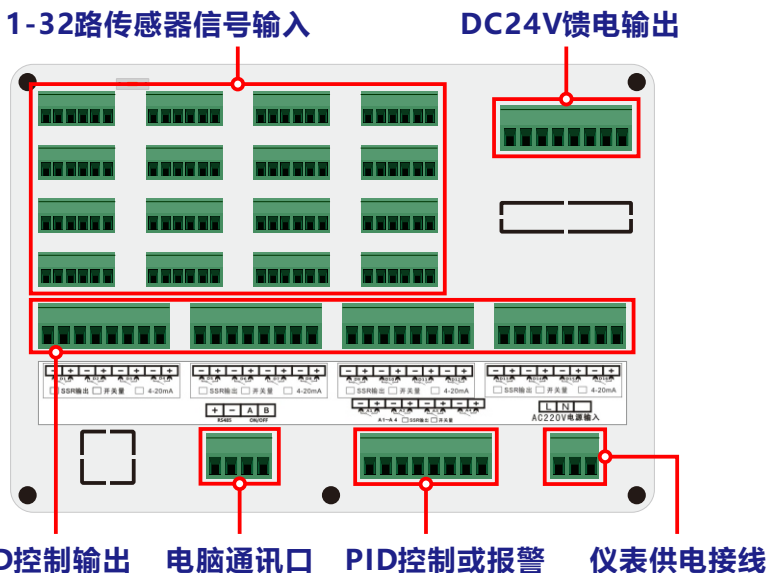 1-32路传感器信号输入 DC24V馈电输出
SSR输出 开关量 4-20mA
SSR输出 开关量 4-20mA
SSR输出 开关量 4-20mA
SSR输出 开关量 4-20mA
+ - A B
RS485 ON/OFF
A1-A4 SSR输出 开关量
L N
AC220V电源输入
D控制输出 电脑通讯口 PID控制或报警 仪表供电接线